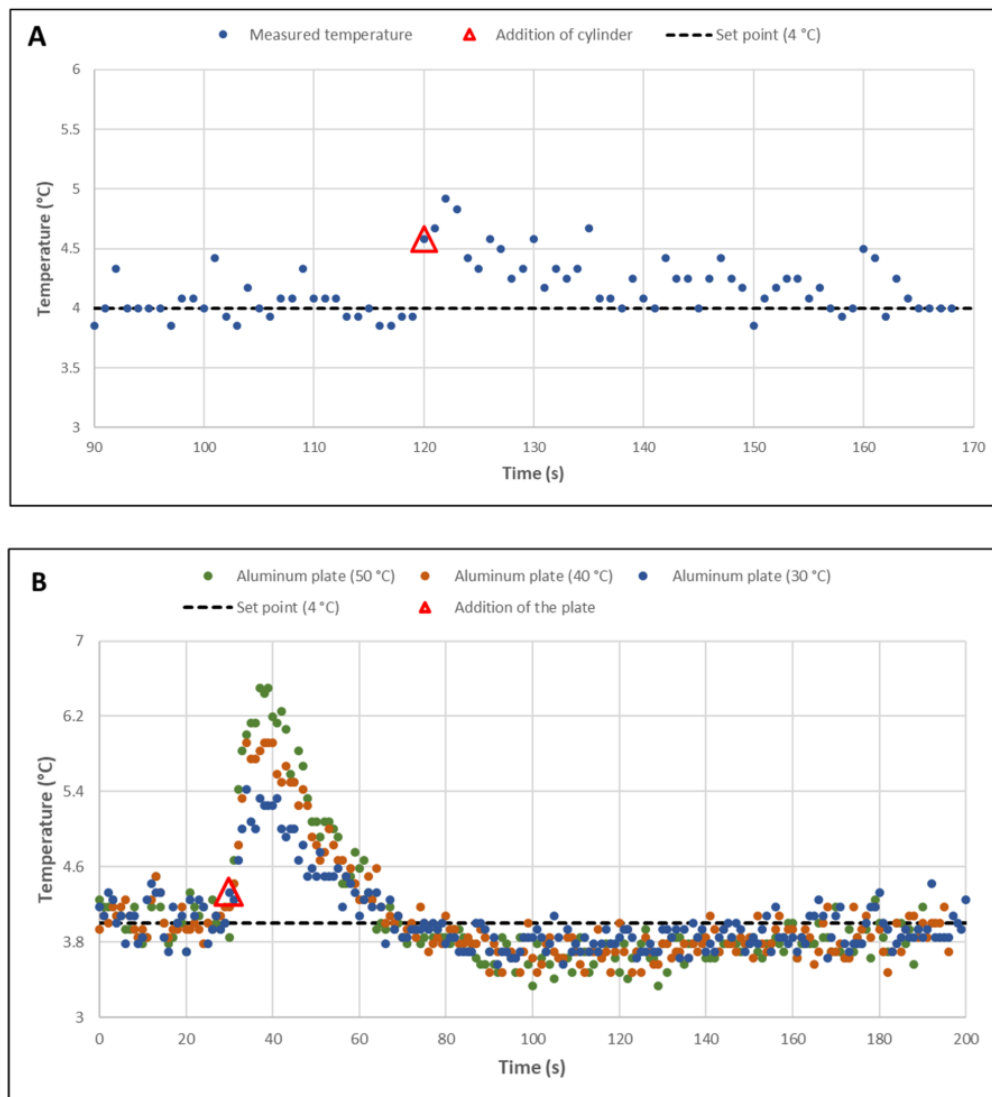 A
Measured temperature Addition of cylinder Set point (4 °C)
6
5.5
5
4.5
4
3.5
3
Temperature (°C)
90 100 110 120 130 140 150 160 170
Time (s)
B
Aluminum plate (50 °C) Aluminum plate (40 °C) Aluminum plate (30 °C)
Set point (4 °C) Addition of the plate
7
6.2
5.4
4.6
3.8
3
Temperature (°C)
0 20 40 60 80 100 120 140 160 180 200
Time (s)